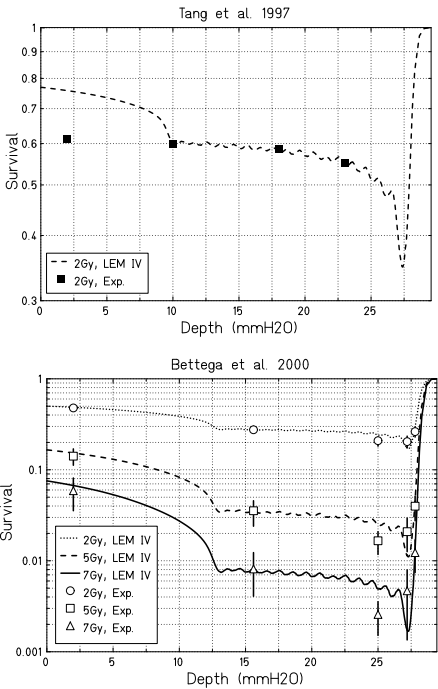 Tang et al. 1997
1
0.9
0.8
0.7
0.6
0.5
0.4
0.3
Survival
2Gy, LEM IV
2Gy, Exp.
0 5 10 15 20 25
Depth (mmH2O)
Bettega et al. 2000
1
0.1
0.01
0.001
Survival
2Gy, LEM IV
5Gy, LEM IV
7Gy, LEM IV
2Gy, Exp.
5Gy, Exp.
7Gy, Exp.
0 5 10 15 20 25
Depth (mmH2O)